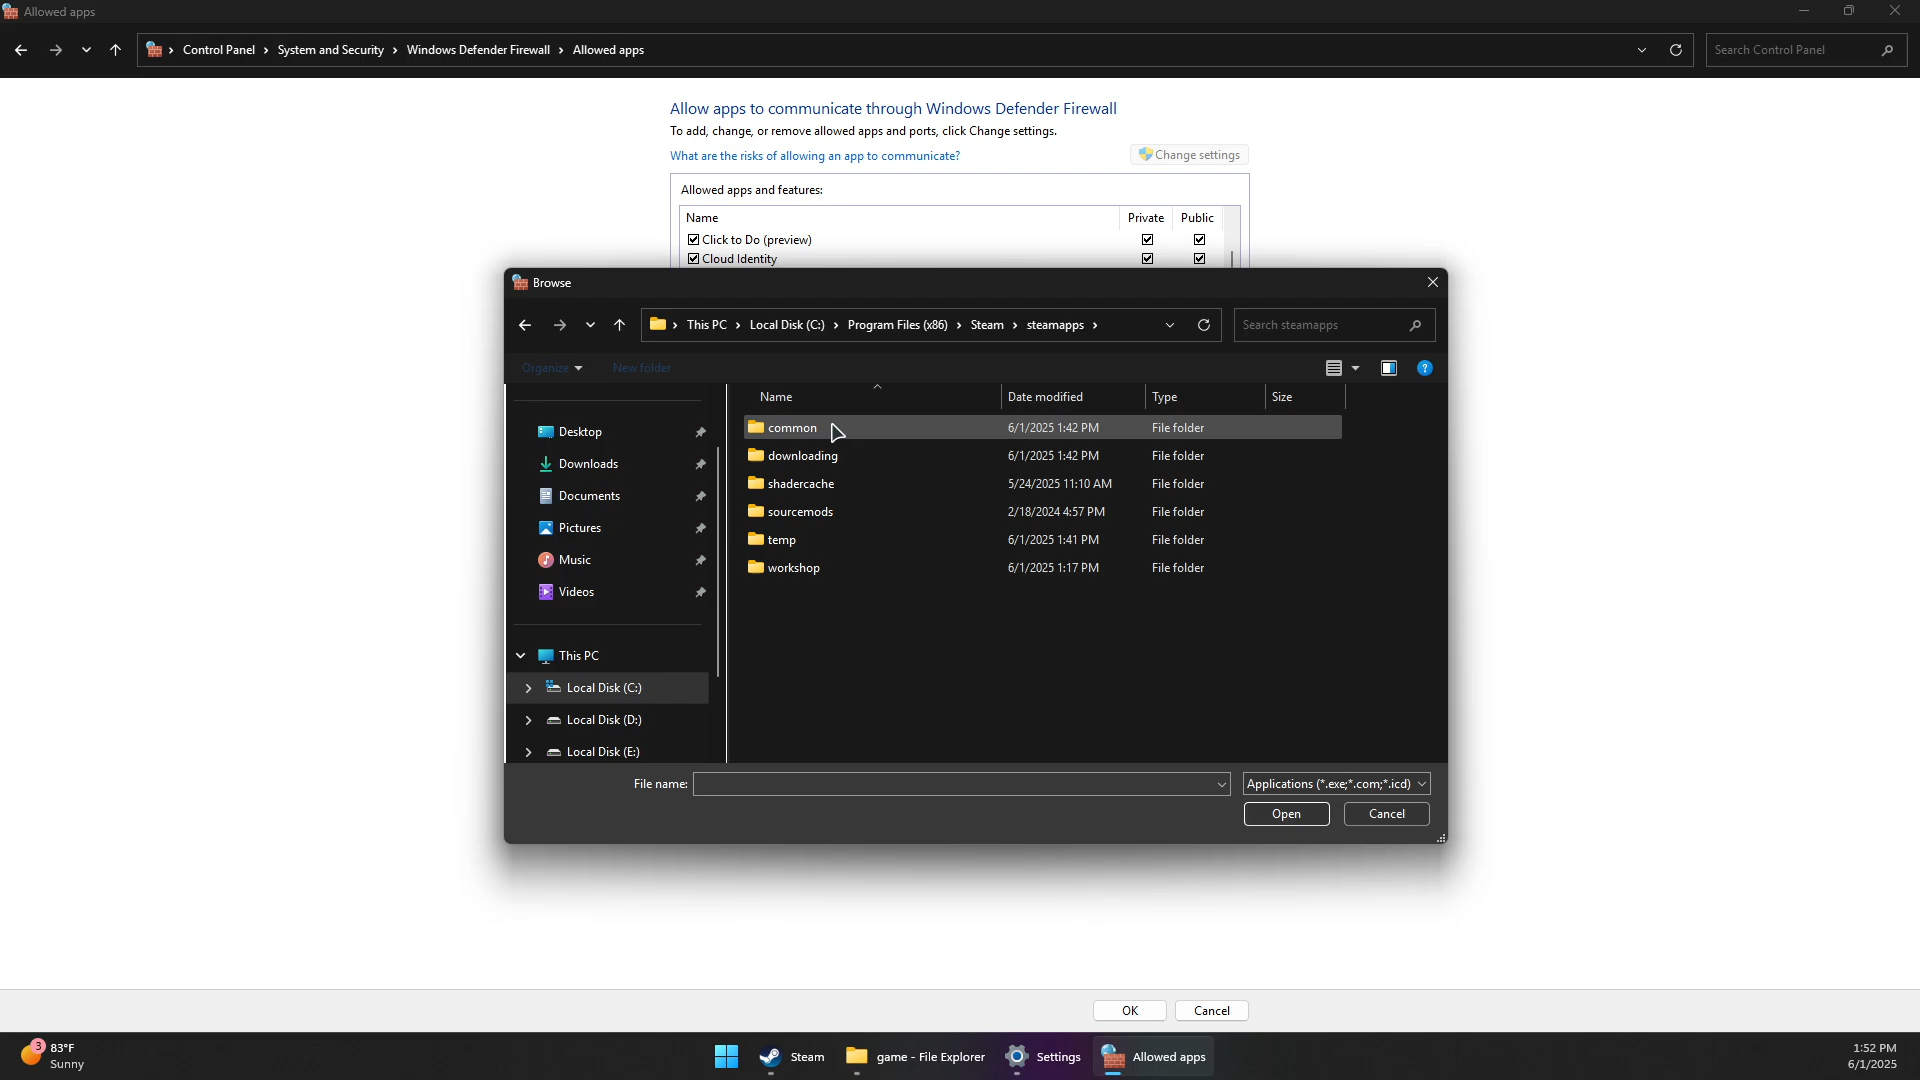 Allowed apps
Control Panel › System and Security › Windows Defender Firewall › Allowed apps
Search Control Panel
Allow apps to communicate through Windows Defender Firewall
To add, change, or remove allowed apps and ports, click Change settings.
What are the risks of allowing an app to communicate?
Change settings
Allowed apps and features:
Name Private Public
Click to Do (preview)
Cloud Identity
Browse
This PC › Local Disk (C:) › Program Files (x86) › Steam › steamapps ›
Search steamapps
Organize New folder
Name Date modified Type Size
common 6/1/2025 1:42 PM File folder
downloading 6/1/2025 1:42 PM File folder
shadercache 5/24/2025 11:10 AM File folder
sourcemods 2/18/2024 4:57 PM File folder
temp 6/1/2025 1:41 PM File folder
workshop 6/1/2025 1:17 PM File folder
Desktop
Downloads
Documents
Pictures
Music
Videos
This PC
Local Disk (C:)
Local Disk (D:)
Local Disk (E:)
File name:
Applications (*.exe;*.com;*.icd)
Open Cancel
OK Cancel
3 83°F
Sunny
Steam
game - File Explorer
Settings
Allowed apps
1:52 PM
6/1/2025